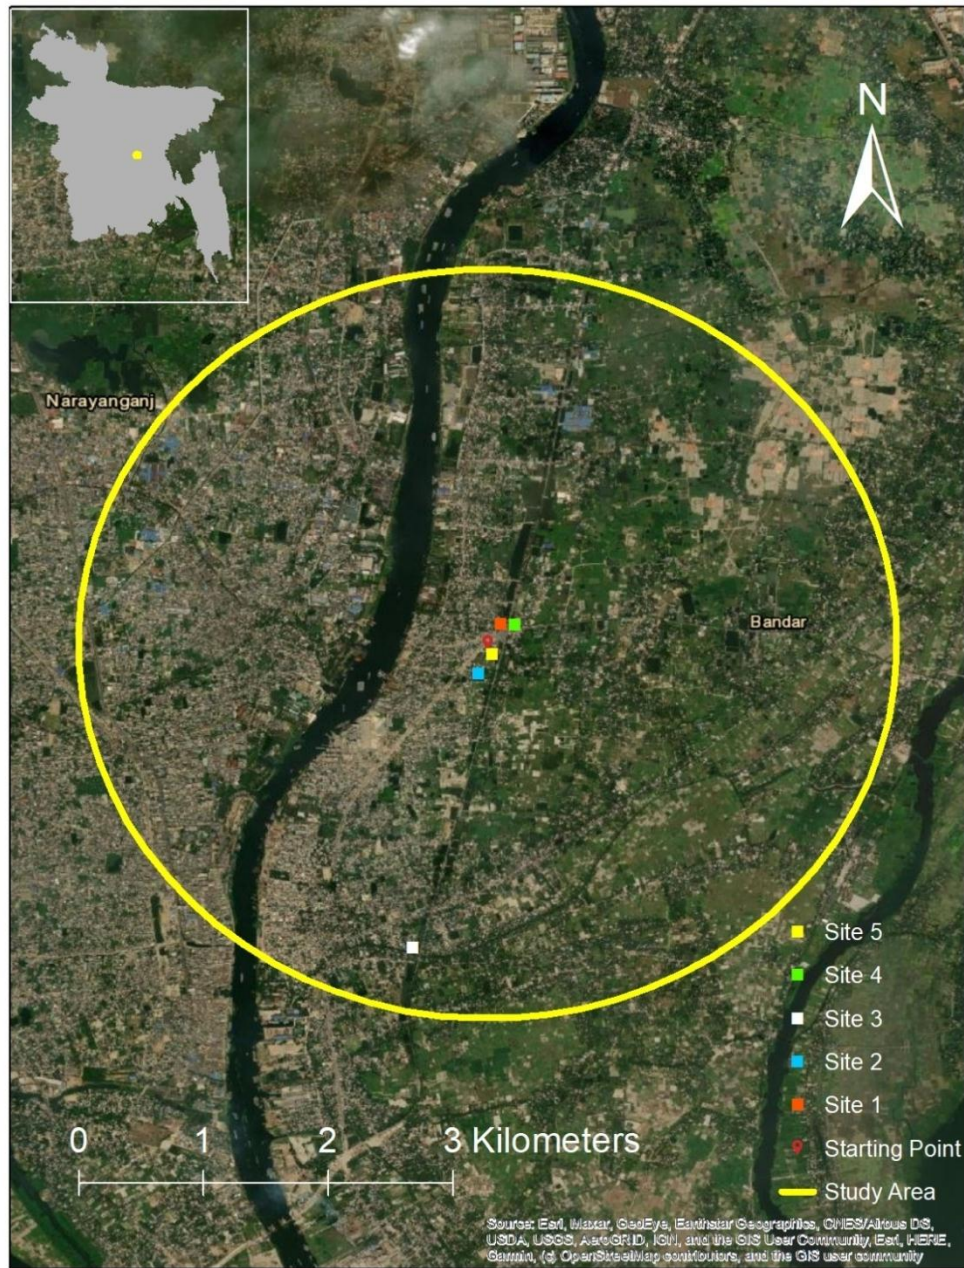 N
Narayanganj
Bandar
Site 5
Site 4
Site 3
Site 2
Site 1
Starting Point
Study Area
0 1 2 3 Kilometers
Source: Esri, Maxar, GeoEye, Earthstar Geographics, CNES/Airbus DS,
USDA, USGS, AeroGRID, IGN, and the GIS User Community, Esri, HERE,
Garmin, (c) OpenStreetMap contributors, and the GIS user community